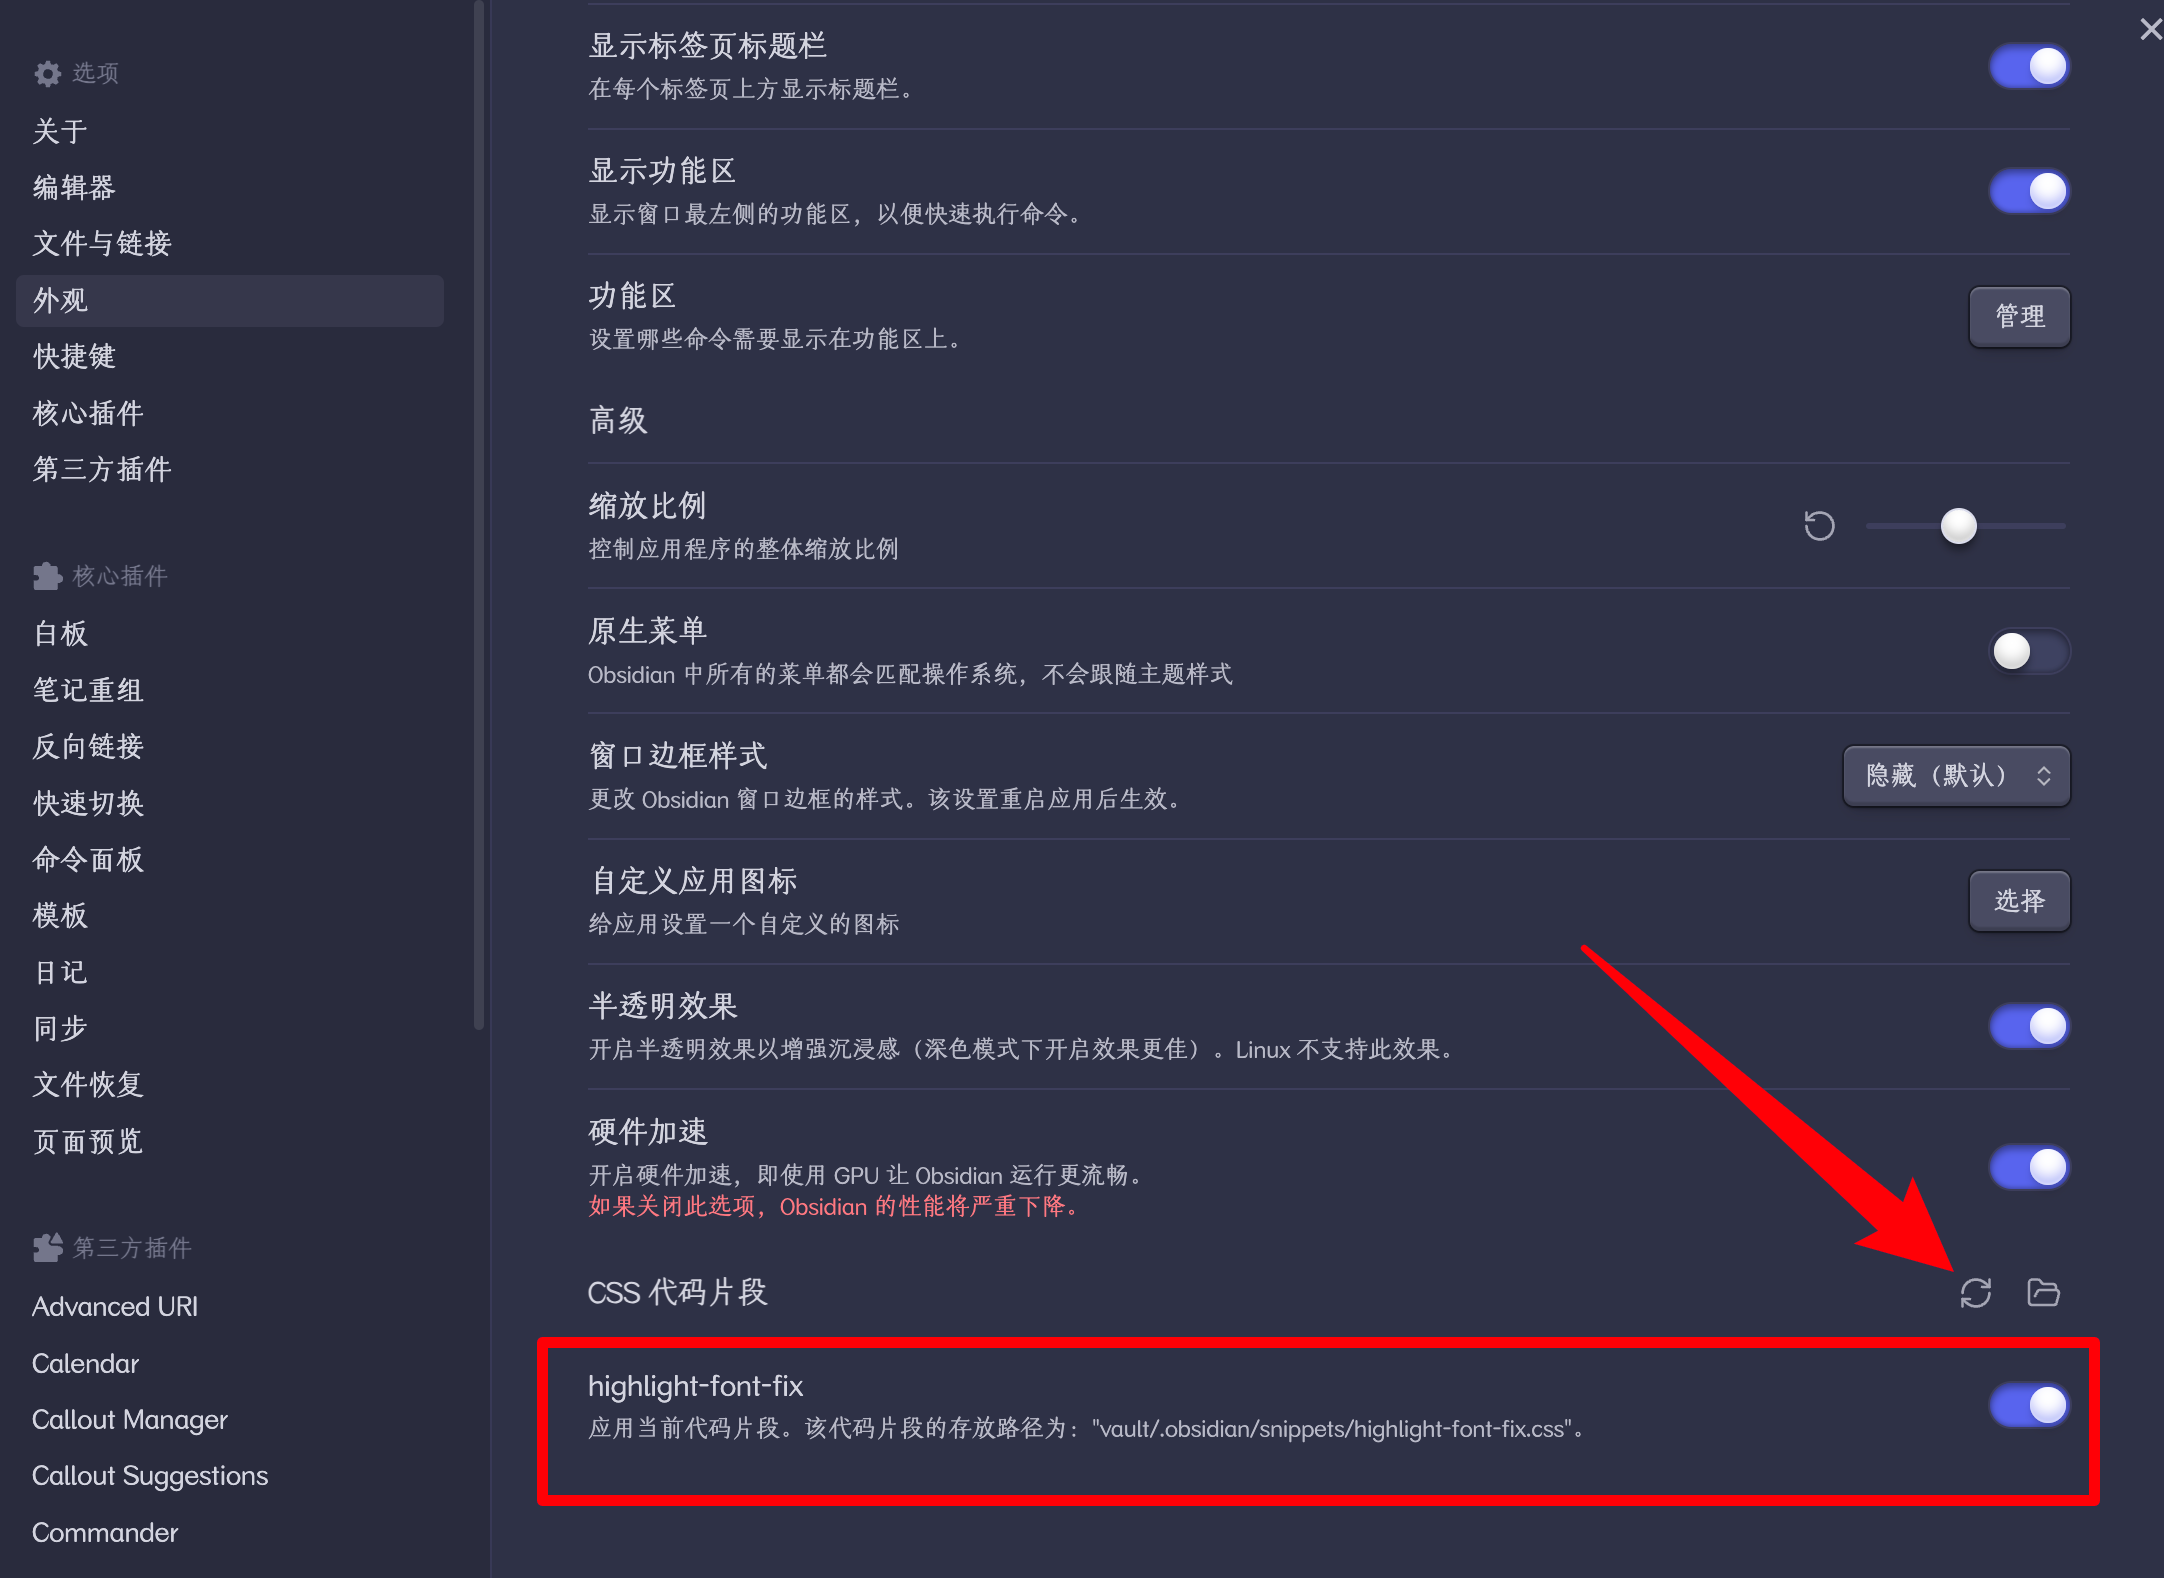 选项
关于
编辑器
文件与链接
外观
快捷键
核心插件
第三方插件
核心插件
白板
笔记重组
反向链接
快速切换
命令面板
模板
日记
同步
文件恢复
页面预览
第三方插件
Advanced URI
Calendar
Callout Manager
Callout Suggestions
Commander
显示标签页标题栏
在每个标签页上方显示标题栏。
显示功能区
显示窗口最左侧的功能区，以便快速执行命令。
功能区
设置哪些命令需要显示在功能区上。
管理
高级
缩放比例
控制应用程序的整体缩放比例
原生菜单
Obsidian 中所有的菜单都会匹配操作系统，不会跟随主题样式
窗口边框样式
更改 Obsidian 窗口边框的样式。该设置重启应用后生效。
隐藏（默认）
自定义应用图标
给应用设置一个自定义的图标
选择
半透明效果
开启半透明效果以增强沉浸感（深色模式下开启效果更佳）。Linux 不支持此效果。
硬件加速
开启硬件加速，即使用 GPU 让 Obsidian 运行更流畅。
如果关闭此选项，Obsidian 的性能将严重下降。
CSS 代码片段
highlight-font-fix
应用当前代码片段。该代码片段的存放路径为："vault/.obsidian/snippets/highlight-font-fix.css"。